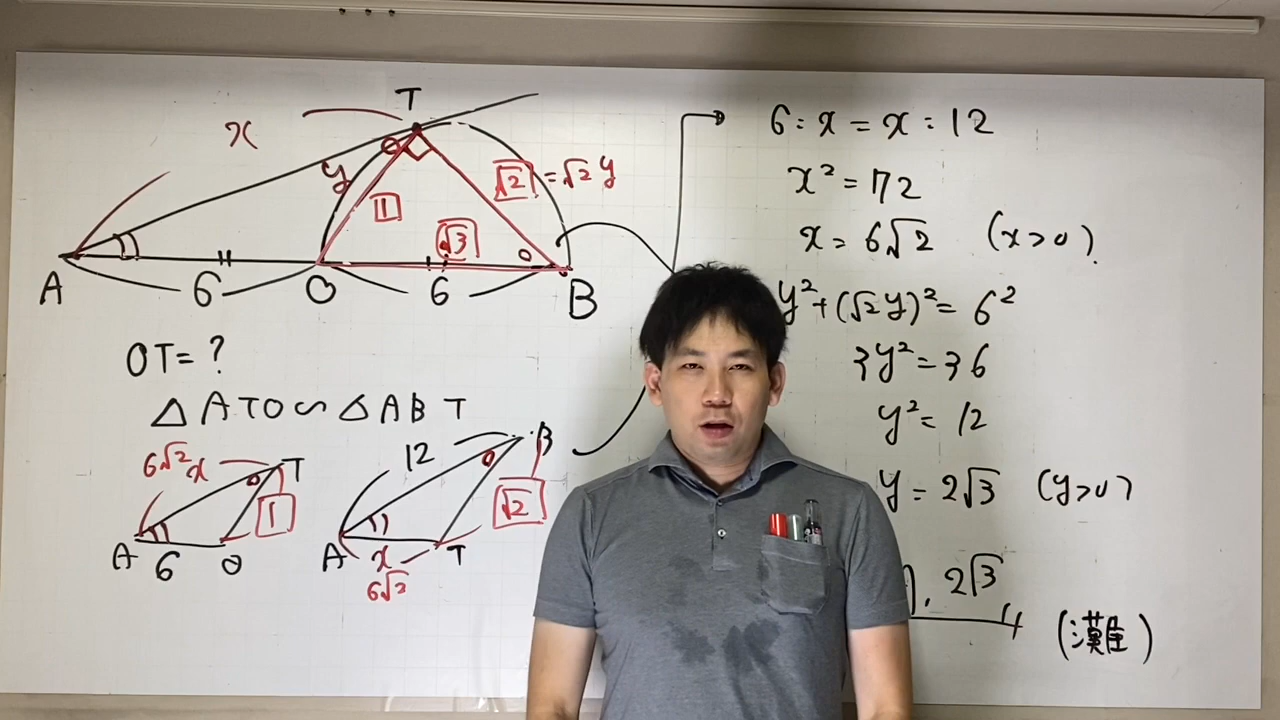 T
x
y
√2 = √2 y
1
√3
A 6 O 6 B
OT = ?
△ATO ∽ △ABT
6√2 x T
1
A 6 O
12 B
√2
A x T
6√2
6 : x = x : 12
x² = 72
x = 6√2 (x>0)
y² + (√2 y)² = 6²
3y² = 36
y² = 12
y = 2√3 (y>0)
2√3